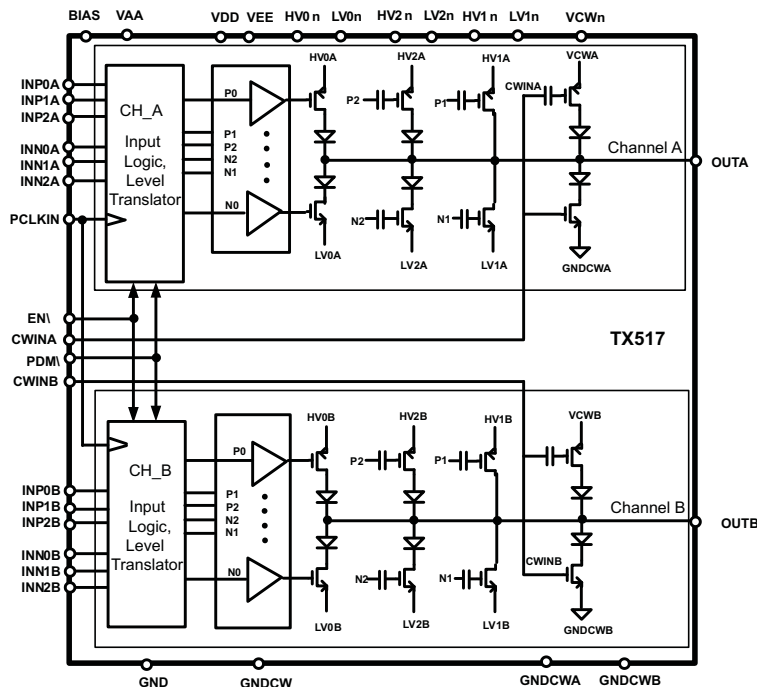 BIAS VAA VDD VEE HV0 n LV0n HV2 n LV2n HV1 n LV1n VCWn
INP0A
INP1A
INP2A
INN0A
INN1A
INN2A
PCLKIN
CH_A
Input
Logic,
Level
Translator
P0
P1
P2
N2
N1
N0
HV0A
LV0A
HV2A
P2
N2
LV2A
HV1A
P1
N1
LV1A
VCWA
CWINA
GNDCWA
Channel A
OUTA
EN\
CWINA
PDM\
CWINB
TX517
INP0B
INP1B
INP2B
INN0B
INN1B
INN2B
CH_B
Input
Logic,
Level
Translator
P0
P1
P2
N2
N1
N0
HV0B
LV0B
HV2B
P2
N2
LV2B
HV1B
P1
N1
LV1B
VCWB
CWINB
GNDCWB
Channel B
OUTB
GND GNDCW GNDCWA GNDCWB